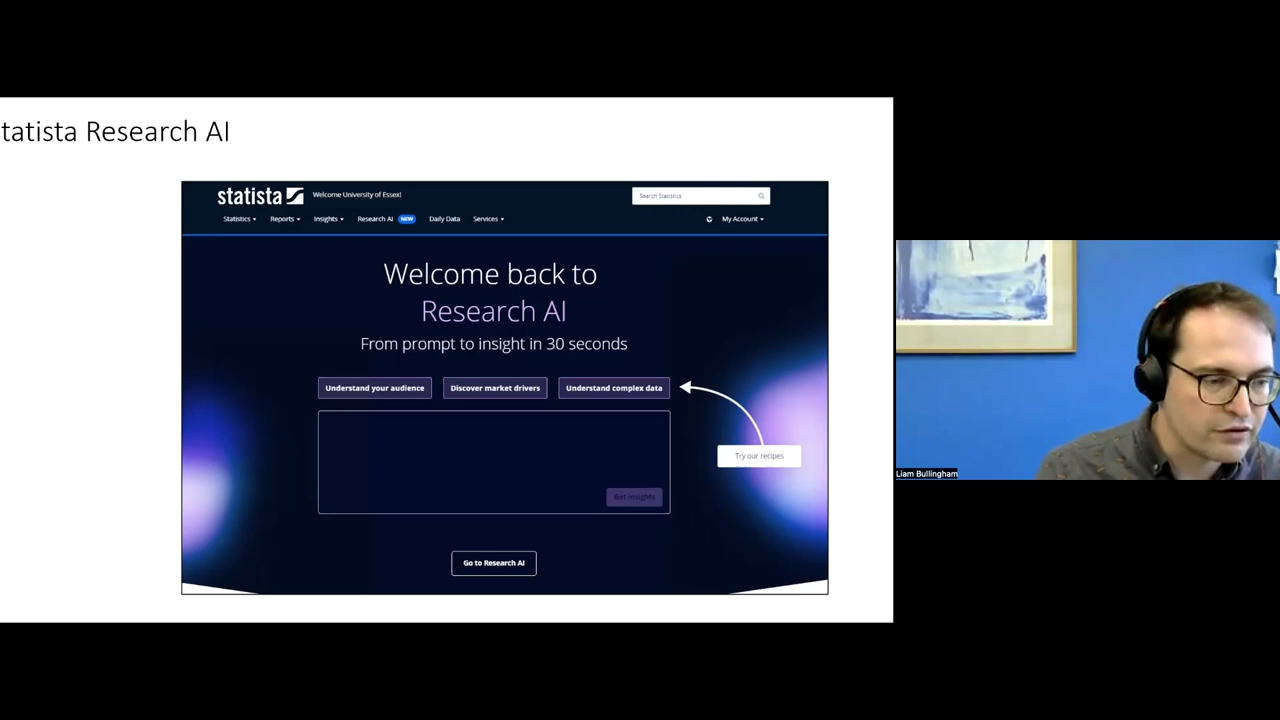 tatista Research AI
statista
Welcome University of Essex!
Search Statistics
Statistics
Reports
Insights
Research AI
NEW
Daily Data
Services
My Account
Welcome back to
Research AI
From prompt to insight in 30 seconds
Understand your audience
Discover market drivers
Understand complex data
Try our recipes
Get insights
Go to Research AI
Liam Bullingham